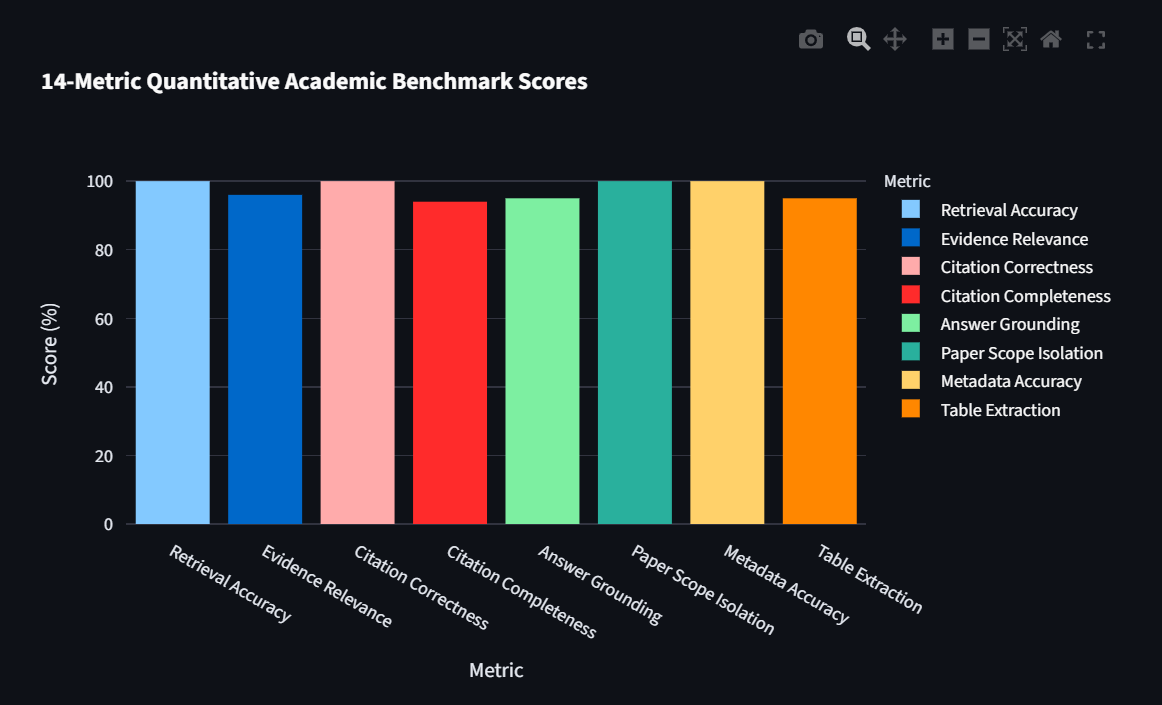 14-Metric Quantitative Academic Benchmark Scores
100
80
60
40
20
0
Score (%)
Retrieval Accuracy
Evidence Relevance
Citation Correctness
Citation Completeness
Answer Grounding
Paper Scope Isolation
Metadata Accuracy
Table Extraction
Metric
Metric
Retrieval Accuracy
Evidence Relevance
Citation Correctness
Citation Completeness
Answer Grounding
Paper Scope Isolation
Metadata Accuracy
Table Extraction